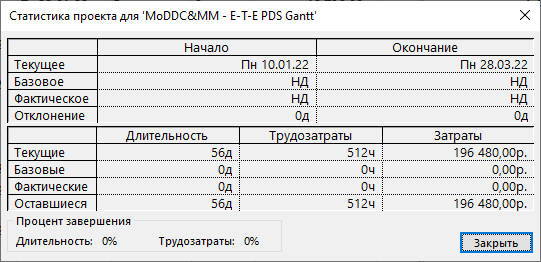 Статистика проекта для 'MoDDC&MM - E-T-E PDS Gantt'
Начало Окончание
Текущее Пн 10.01.22 Пн 28.03.22
Базовое НД НД
Фактическое НД НД
Отклонение 0д 0д
Длительность Трудозатраты Затраты
Текущие 56д 512ч 196 480,00р.
Базовые 0д 0ч 0,00р.
Фактические 0д 0ч 0,00р.
Оставшиеся 56д 512ч 196 480,00р.
Процент завершения
Длительность: 0% Трудозатраты: 0%
Закрыть